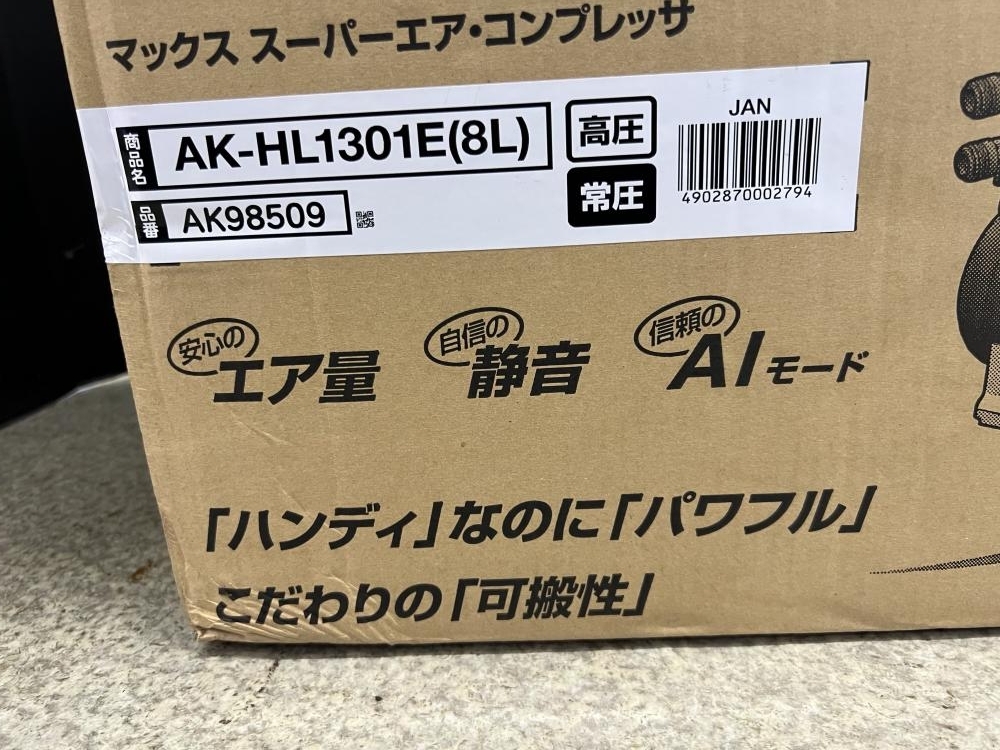 マックス スーパーエア・コンプレッサ
商品名 AK-HL1301E(8L) 高圧 JAN
常圧 4902870002794
品番 AK98509
安心の エア量 自信の 静音 信頼の AIモード
「ハンディ」なのに「パワフル」
こだわりの「可搬性」